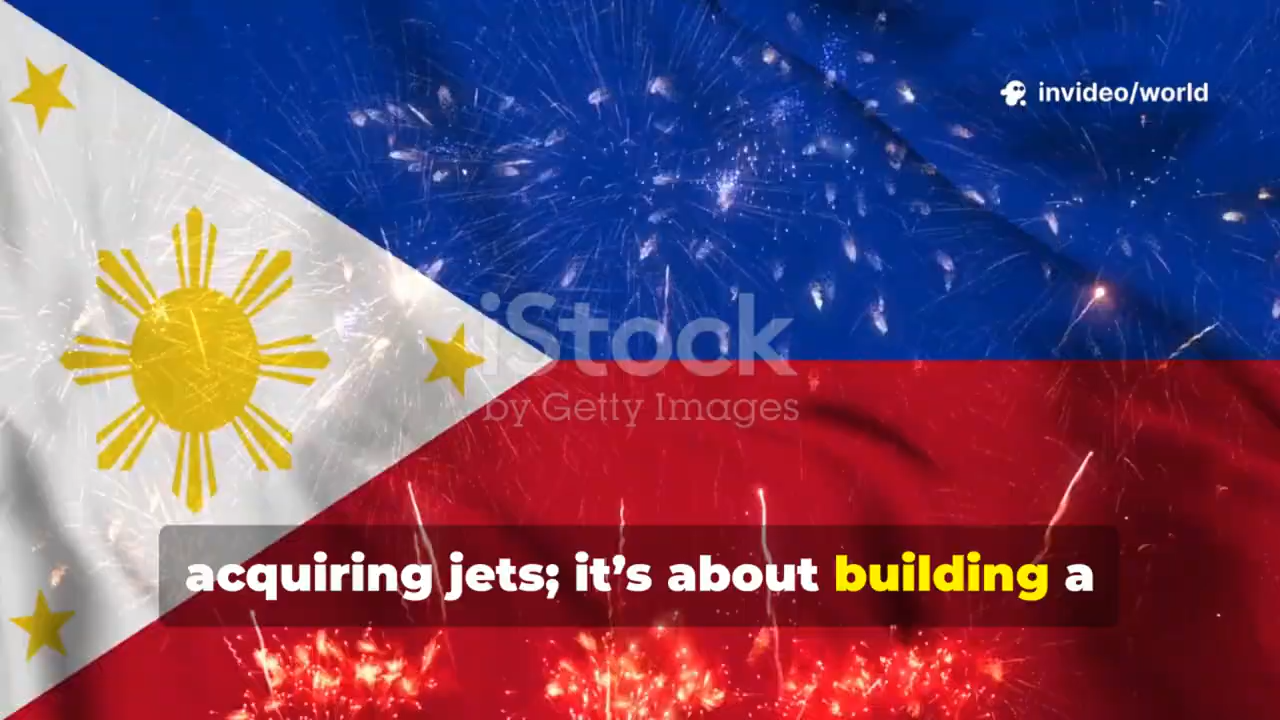 invideo/world
iStock
by Getty Images
acquiring jets; it's about building a